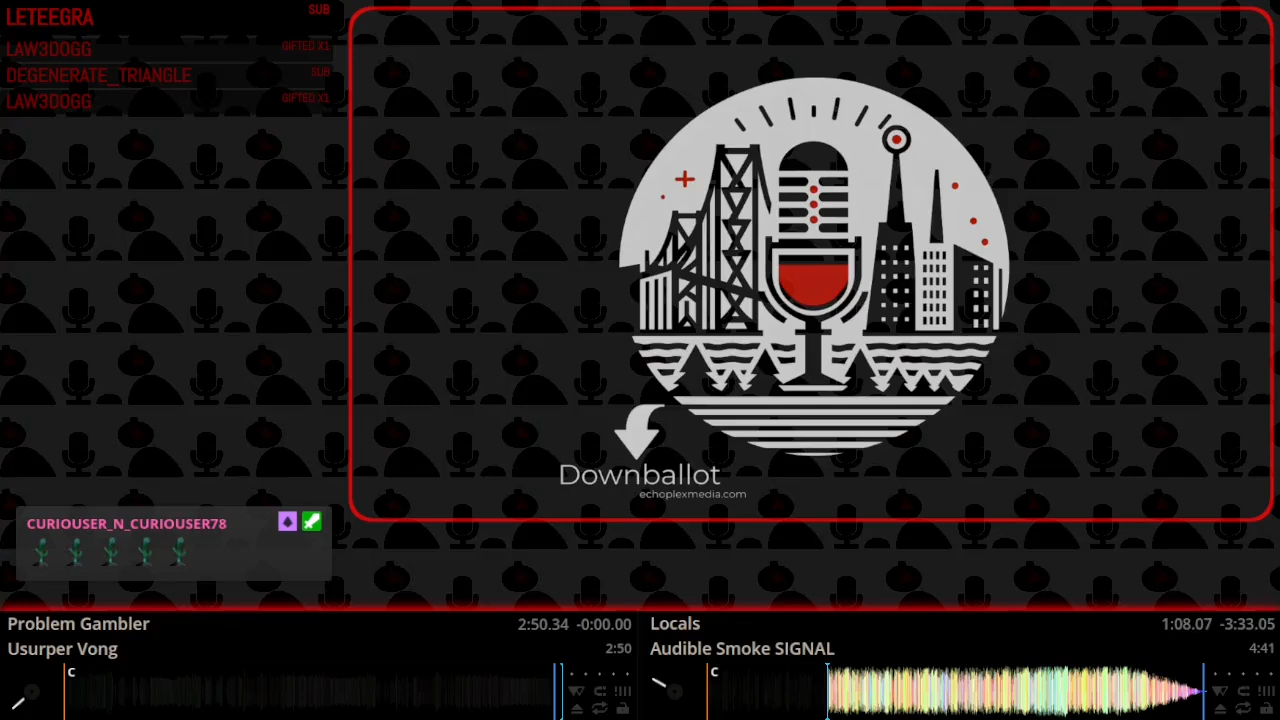 LETEEGRA SUB
LAW3DOGG GIFTED X1
DEGENERATE_TRIANGLE SUB
LAW3DOGG GIFTED X1
Downballot
echoplexmedia.com
CURIOUSER_N_CURIOUSER78
Problem Gambler 2:50.34 -0:00.00
Usurper Vong 2:50
C
Locals 1:08.07 -3:33.05
Audible Smoke SIGNAL 4:41
C